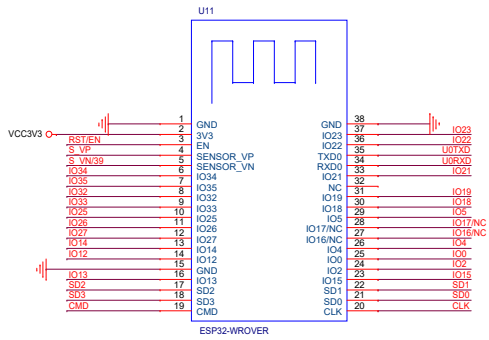 U11
1 GND GND 38
VCC3V3 2 3V3 IO23 37 IO23
RST/EN 3 EN IO22 36 IO22
S_VP 4 SENSOR_VP TXD0 35 U0TXD
S_VN/39 5 SENSOR_VN RXD0 34 U0RXD
IO34 6 IO34 IO21 33 IO21
IO35 7 IO35 NC 32
IO32 8 IO32 IO19 31 IO19
IO33 9 IO33 IO18 30 IO18
IO25 10 IO25 IO5 29 IO5
IO26 11 IO26 IO17/NC 28 IO17/NC
IO27 12 IO27 IO16/NC 27 IO16/NC
IO14 13 IO14 IO4 26 IO4
IO12 14 IO12 IO0 25 IO0
15 GND IO2 24 IO2
IO13 16 IO13 IO15 23 IO15
SD2 17 SD2 SD1 22 SD1
SD3 18 SD3 SD0 21 SD0
CMD 19 CMD CLK 20 CLK
ESP32-WROVER